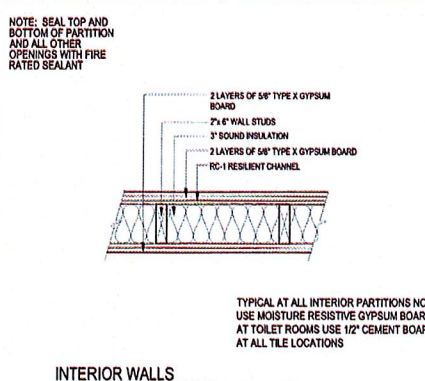 NOTE: SEAL TOP AND
BOTTOM OF PARTITION
AND ALL OTHER
OPENINGS WITH FIRE
RATED SEALANT
2 LAYERS OF 5/8" TYPE X GYPSUM
BOARD
2"x 6" WALL STUDS
3" SOUND INSULATION
2 LAYERS OF 5/8" TYPE X GYPSUM BOARD
RC-1 RESILIENT CHANNEL
TYPICAL AT ALL INTERIOR PARTITIONS NO
USE MOISTURE RESISTIVE GYPSUM BOAR
AT TOILET ROOMS USE 1/2" CEMENT BOAR
AT ALL TILE LOCATIONS
INTERIOR WALLS